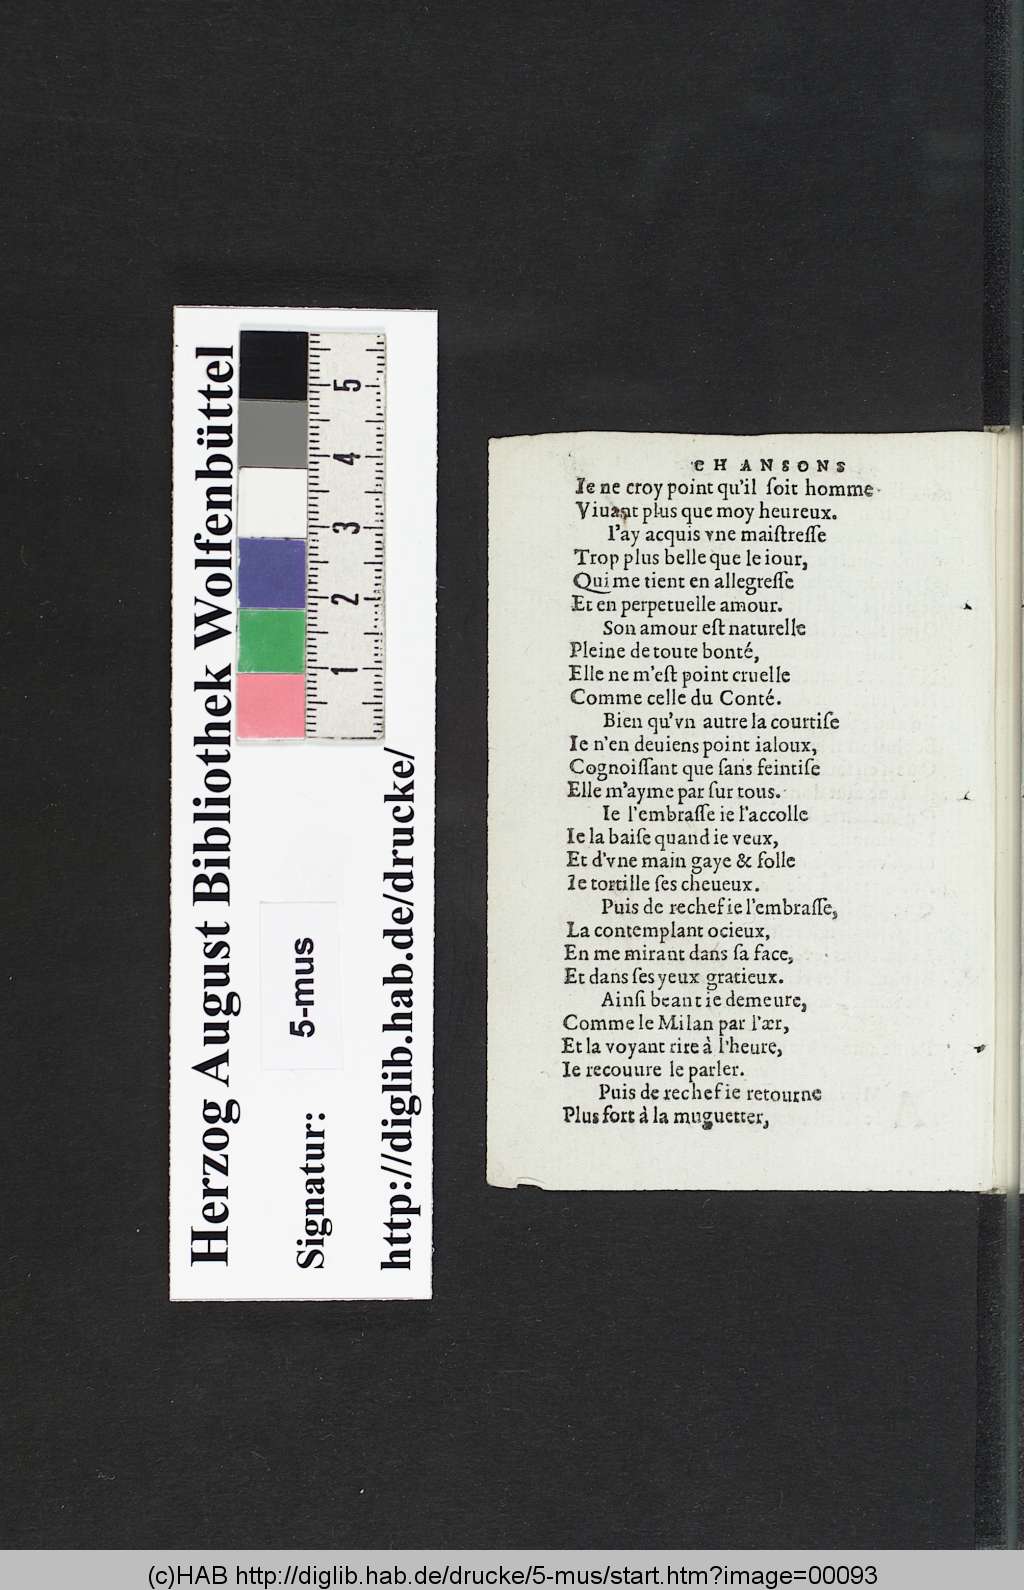 Herzog August Bibliothek Wolfenbüttel
Signatur:
5-mus
http://diglib.hab.de/drucke/
1 2 3 4 5
CHANSONS
Ie ne croy point qu'il ſoit homme
Viuant plus que moy heureux.
I'ay acquis vne maiſtreſſe
Trop plus belle que le iour,
Qui me tient en allegreſſe
Et en perpetuelle amour.
Son amour eſt naturelle
Pleine de toute bonté,
Elle ne m'eſt point cruelle
Comme celle du Conté.
Bien qu'vn autre la courtiſe
Ie n'en deuiens point ialoux,
Cognoiſſant que ſans feintiſe
Elle m'ayme par ſur tous.
Ie l'embraſſe ie l'accolle
Ie la baiſe quand ie veux,
Et d'vne main gaye & folle
Ie tortille ſes cheueux.
Puis de rechef ie l'embraſſe,
La contemplant ocieux,
En me mirant dans ſa face,
Et dans ſes yeux gratieux.
Ainſi beant ie demeure,
Comme le Milan par l'ær,
Et la voyant rire à l'heure,
Ie recouure le parler.
Puis de rechef ie retourne
Plus fort à la muguetter,
(c)HAB http://diglib.hab.de/drucke/5-mus/start.htm?image=00093